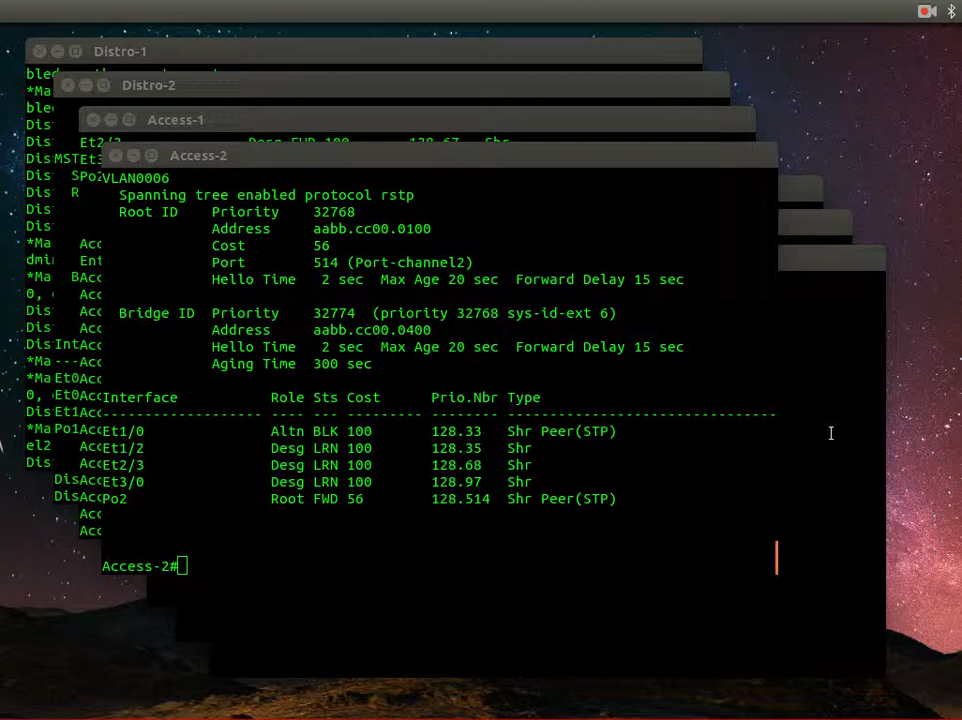 Distro-1
Distro-2
Access-1
Access-2
VLAN0006
Spanning tree enabled protocol rstp
Root ID Priority 32768
Address aabb.cc00.0100
Cost 56
Port 514 (Port-channel2)
Hello Time 2 sec Max Age 20 sec Forward Delay 15 sec
Bridge ID Priority 32774 (priority 32768 sys-id-ext 6)
Address aabb.cc00.0400
Hello Time 2 sec Max Age 20 sec Forward Delay 15 sec
Aging Time 300 sec
Interface Role Sts Cost Prio.Nbr Type
------------------- ---- --- --------- -------- --------------------------------
Et1/0 Altn BLK 100 128.33 Shr Peer(STP)
Et1/2 Desg LRN 100 128.35 Shr
Et2/3 Desg LRN 100 128.68 Shr
Et3/0 Desg LRN 100 128.97 Shr
Po2 Root FWD 56 128.514 Shr Peer(STP)
Access-2#